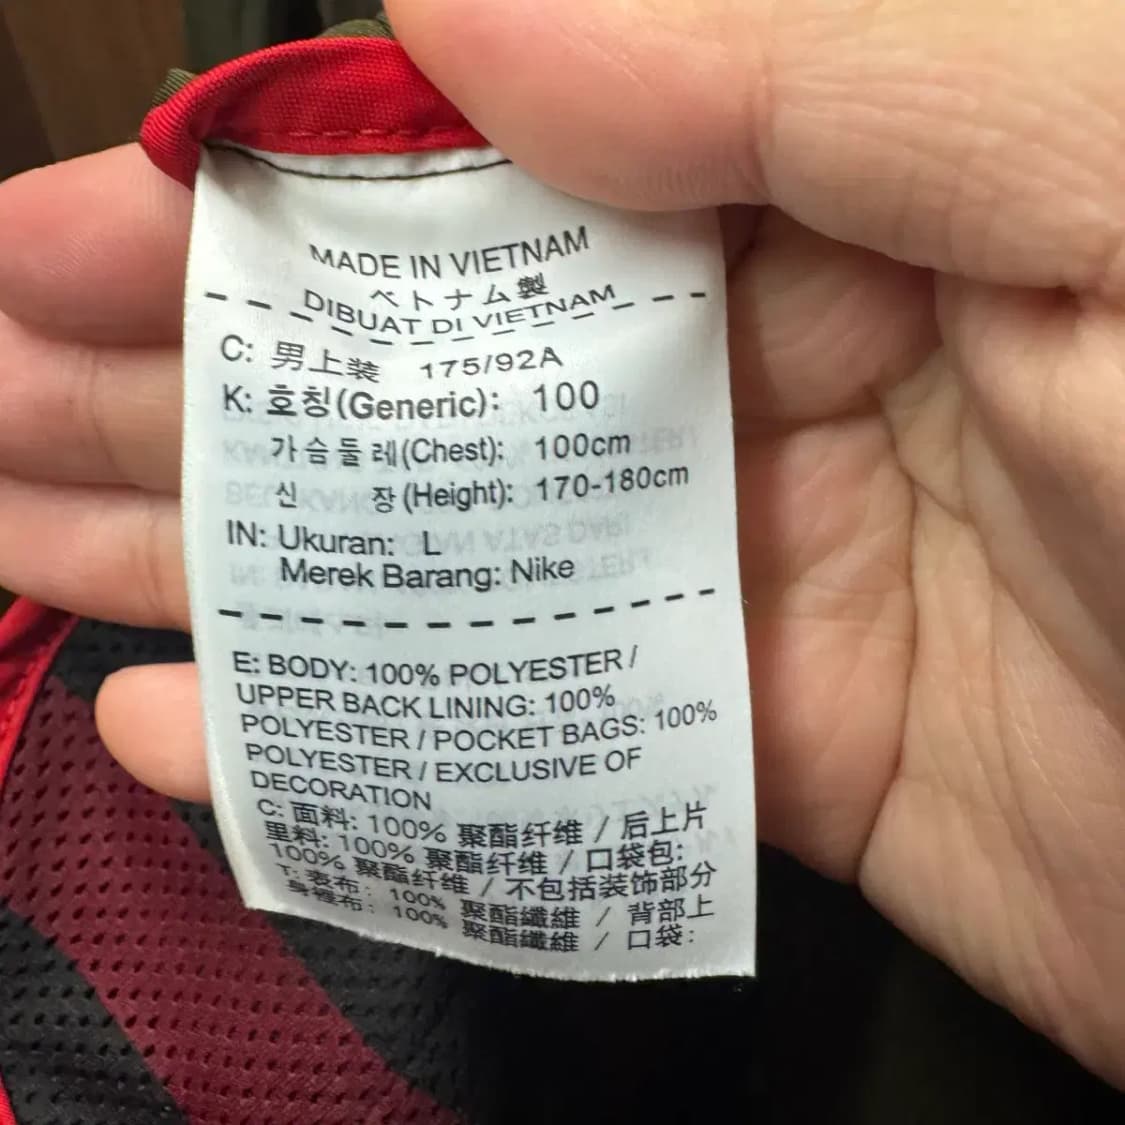 MADE IN VIETNAM
ベトナム製
DIBUAT DI VIETNAM
C: 男上装 175/92A
K: 호칭(Generic): 100
가슴둘레(Chest): 100cm
신 장(Height): 170-180cm
IN: Ukuran: L
Merek Barang: Nike
E: BODY: 100% POLYESTER /
UPPER BACK LINING: 100%
POLYESTER / POCKET BAGS: 100%
POLYESTER / EXCLUSIVE OF
DECORATION
C: 面料: 100% 聚酯纤维 / 后上片
里料: 100% 聚酯纤维 / 口袋包:
100% 聚酯纤维 / 不包括装饰部分
T: 表布: 100% 聚酯纖維 / 背部上
身裡布: 100% 聚酯纖維 / 口袋: